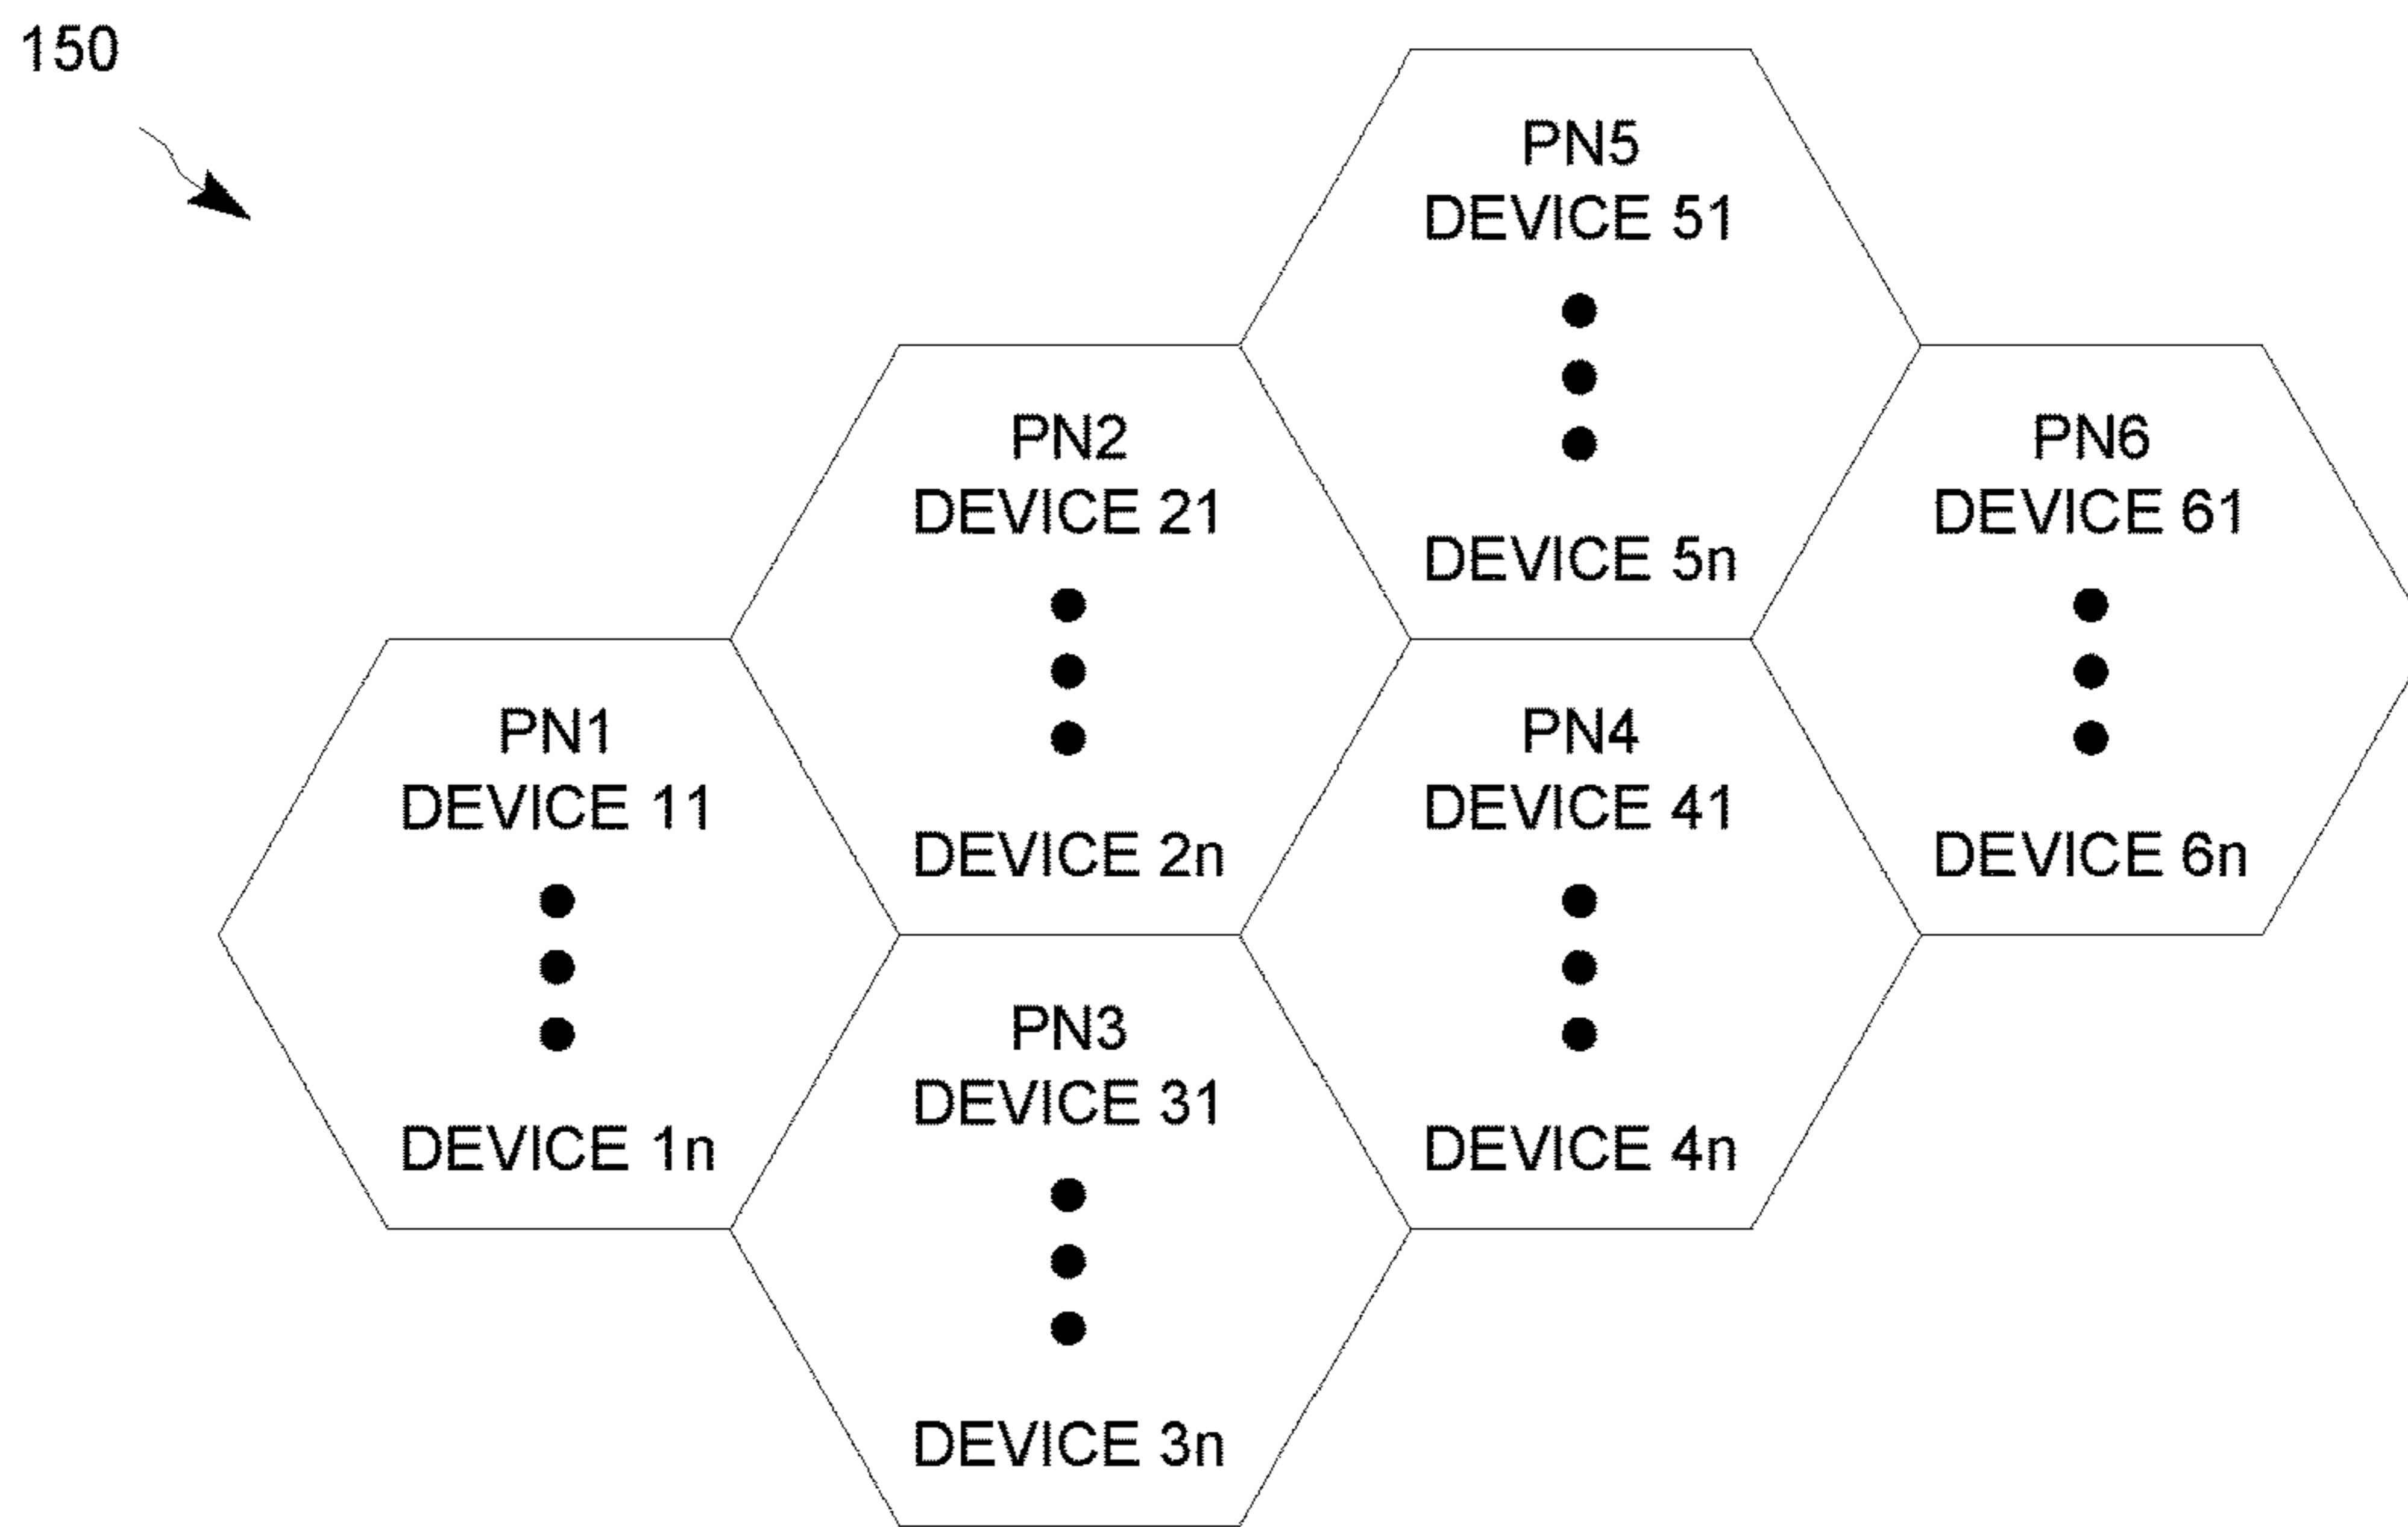 150
PN5
DEVICE 51
DEVICE 5n
PN2
DEVICE 21
DEVICE 2n
PN6
DEVICE 61
DEVICE 6n
PN1
DEVICE 11
DEVICE 1n
PN4
DEVICE 41
DEVICE 4n
PN3
DEVICE 31
DEVICE 3n